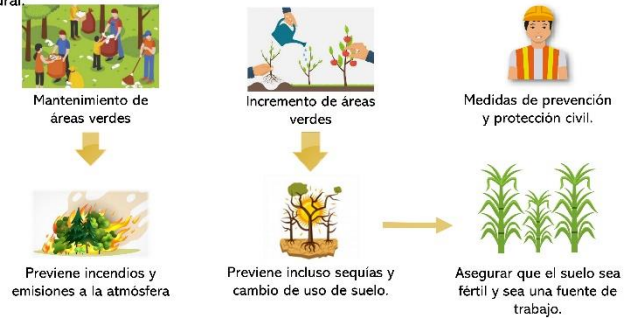 ural.
Mantenimiento de
áreas verdes
Incremento de áreas
verdes
Medidas de prevención
y protección civil.
Previene incendios y
emisiones a la atmósfera
Previene incluso sequías y
cambio de uso de suelo.
Asegurar que el suelo sea
fértil y sea una fuente de
trabajo.